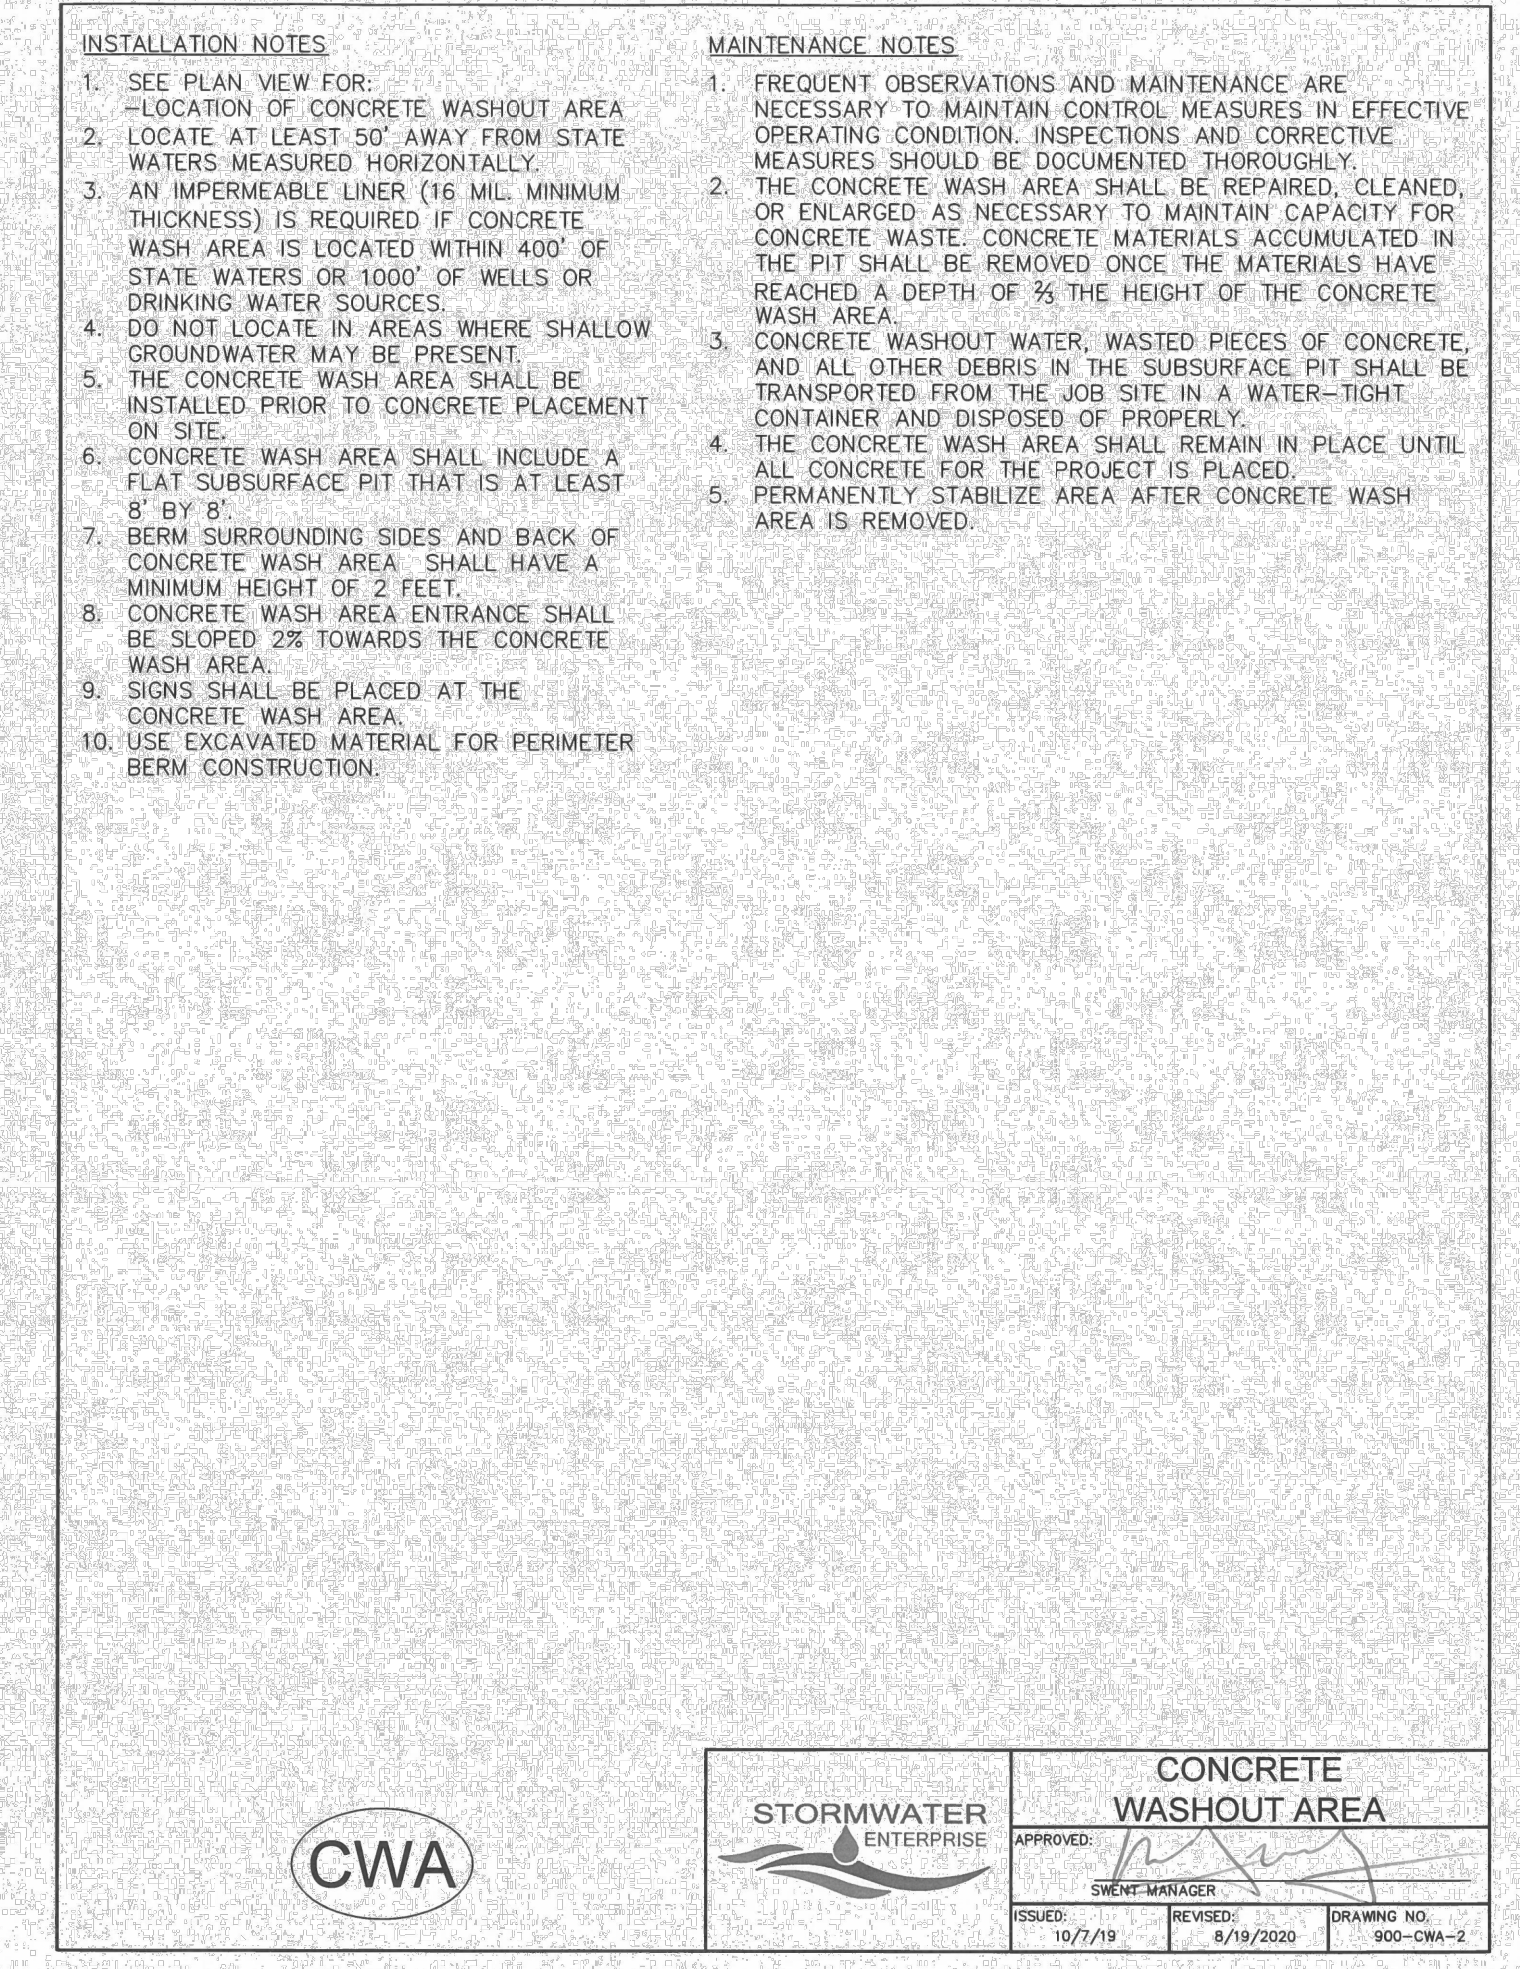 INSTALLATION NOTES
1. SEE PLAN VIEW FOR:
-LOCATION OF CONCRETE WASHOUT AREA
2. LOCATE AT LEAST 50' AWAY FROM STATE
WATERS MEASURED HORIZONTALLY.
3. AN IMPERMEABLE LINER (16 MIL. MINIMUM
THICKNESS) IS REQUIRED IF CONCRETE
WASH AREA IS LOCATED WITHIN 400' OF
STATE WATERS OR 1000' OF WELLS OR
DRINKING WATER SOURCES.
4. DO NOT LOCATE IN AREAS WHERE SHALLOW
GROUNDWATER MAY BE PRESENT.
5. THE CONCRETE WASH AREA SHALL BE
INSTALLED PRIOR TO CONCRETE PLACEMENT
ON SITE.
6. CONCRETE WASH AREA SHALL INCLUDE A
FLAT SUBSURFACE PIT THAT IS AT LEAST
8' BY 8'.
7. BERM SURROUNDING SIDES AND BACK OF
CONCRETE WASH AREA SHALL HAVE A
MINIMUM HEIGHT OF 2 FEET.
8. CONCRETE WASH AREA ENTRANCE SHALL
BE SLOPED 2% TOWARDS THE CONCRETE
WASH AREA.
9. SIGNS SHALL BE PLACED AT THE
CONCRETE WASH AREA.
10. USE EXCAVATED MATERIAL FOR PERIMETER
BERM CONSTRUCTION.
MAINTENANCE NOTES
1. FREQUENT OBSERVATIONS AND MAINTENANCE ARE
NECESSARY TO MAINTAIN CONTROL MEASURES IN EFFECTIVE
OPERATING CONDITION. INSPECTIONS AND CORRECTIVE
MEASURES SHOULD BE DOCUMENTED THOROUGHLY.
2. THE CONCRETE WASH AREA SHALL BE REPAIRED, CLEANED,
OR ENLARGED AS NECESSARY TO MAINTAIN CAPACITY FOR
CONCRETE WASTE. CONCRETE MATERIALS ACCUMULATED IN
THE PIT SHALL BE REMOVED ONCE THE MATERIALS HAVE
REACHED A DEPTH OF ⅔ THE HEIGHT OF THE CONCRETE
WASH AREA.
3. CONCRETE WASHOUT WATER, WASTED PIECES OF CONCRETE,
AND ALL OTHER DEBRIS IN THE SUBSURFACE PIT SHALL BE
TRANSPORTED FROM THE JOB SITE IN A WATER-TIGHT
CONTAINER AND DISPOSED OF PROPERLY.
4. THE CONCRETE WASH AREA SHALL REMAIN IN PLACE UNTIL
ALL CONCRETE FOR THE PROJECT IS PLACED.
5. PERMANENTLY STABILIZE AREA AFTER CONCRETE WASH
AREA IS REMOVED.
CWA
STORMWATER
ENTERPRISE
CONCRETE
WASHOUT AREA
APPROVED:
SWENT MANAGER
ISSUED:
10/7/19
REVISED:
8/19/2020
DRAWING NO.
900-CWA-2